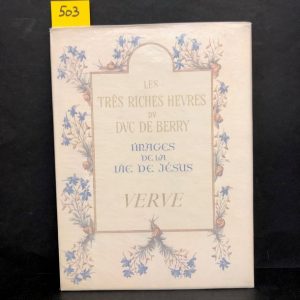 503
LES
TRÈS RICHES HEVRES
DV
DVC DE BERRY
IMAGES
DE LA
VIE DE JÉSUS
VERVE